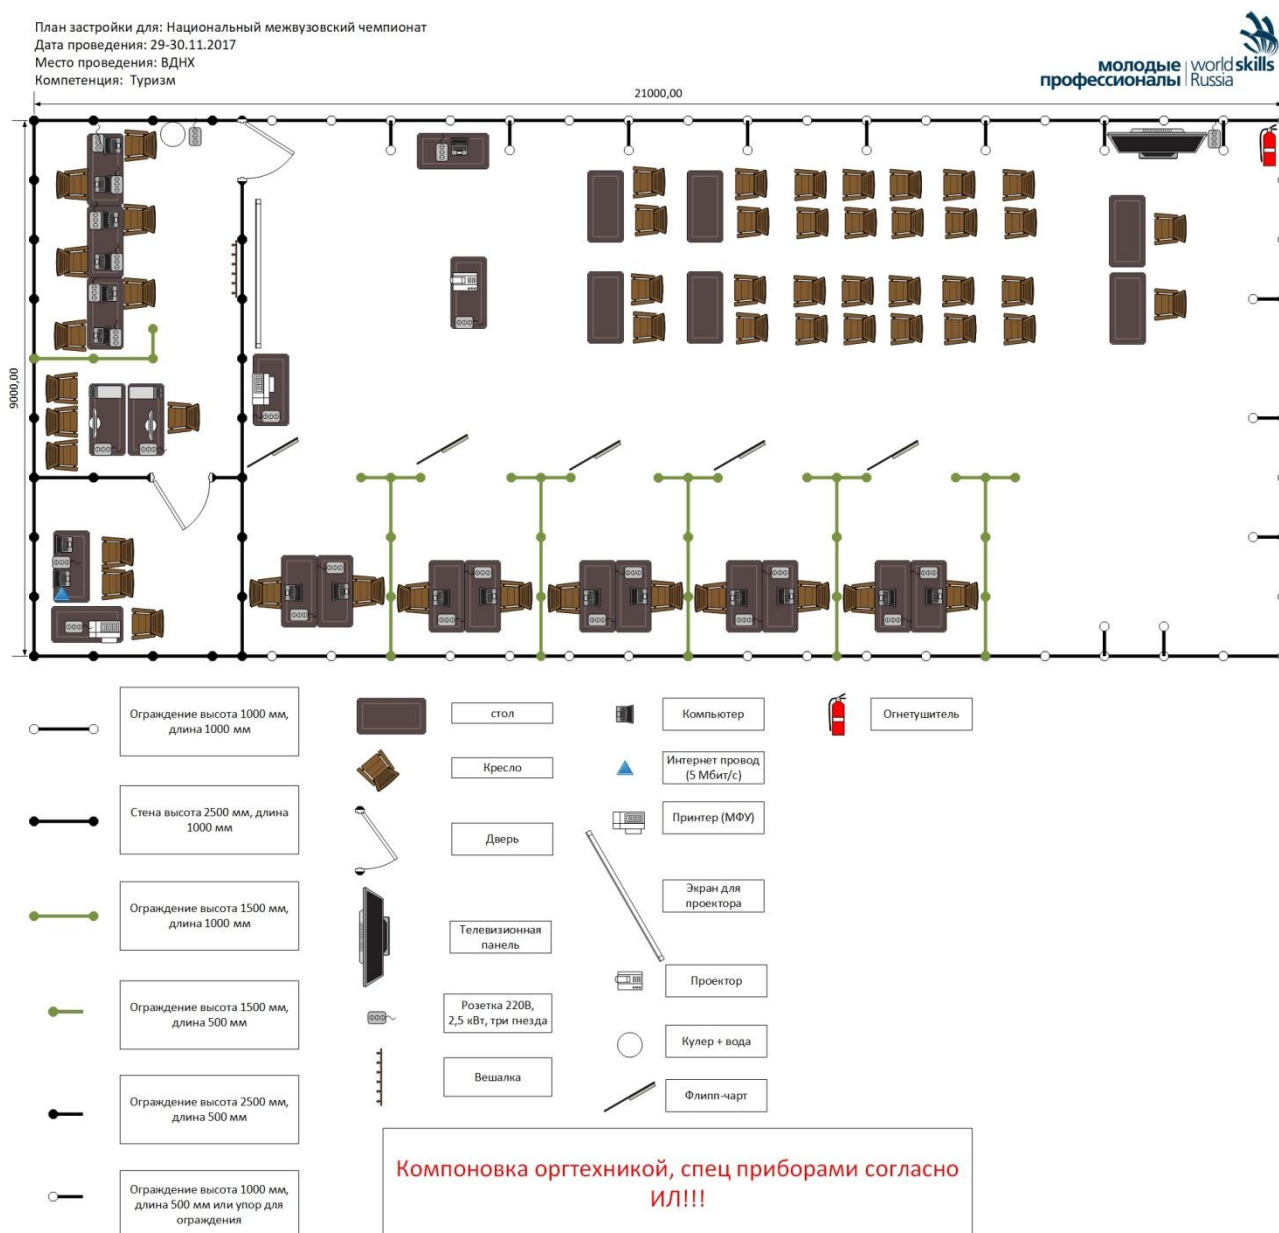 План застройки для: Национальный межвузовский чемпионат
Дата проведения: 29-30.11.2017
Место проведения: ВДНХ
Компетенция: Туризм
молодые
профессионалы
worldskills
Russia
21000,00
9000,00
Ограждение высота 1000 мм,
длина 1000 мм
стол
Компьютер
Огнетушитель
Кресло
Интернет провод
(5 Мбит/с)
Стена высота 2500 мм, длина
1000 мм
Дверь
Принтер (МФУ)
Ограждение высота 1500 мм,
длина 1000 мм
Экран для
проектора
Телевизионная
панель
Проектор
Ограждение высота 1500 мм,
длина 500 мм
Розетка 220В,
2,5 кВт, три гнезда
Кулер + вода
Вешалка
Флипп-чарт
Ограждение высота 2500 мм,
длина 500 мм
Ограждение высота 1000 мм,
длина 500 мм или упор для
ограждения
Компоновка оргтехникой, спец приборами согласно
ИЛ!!!